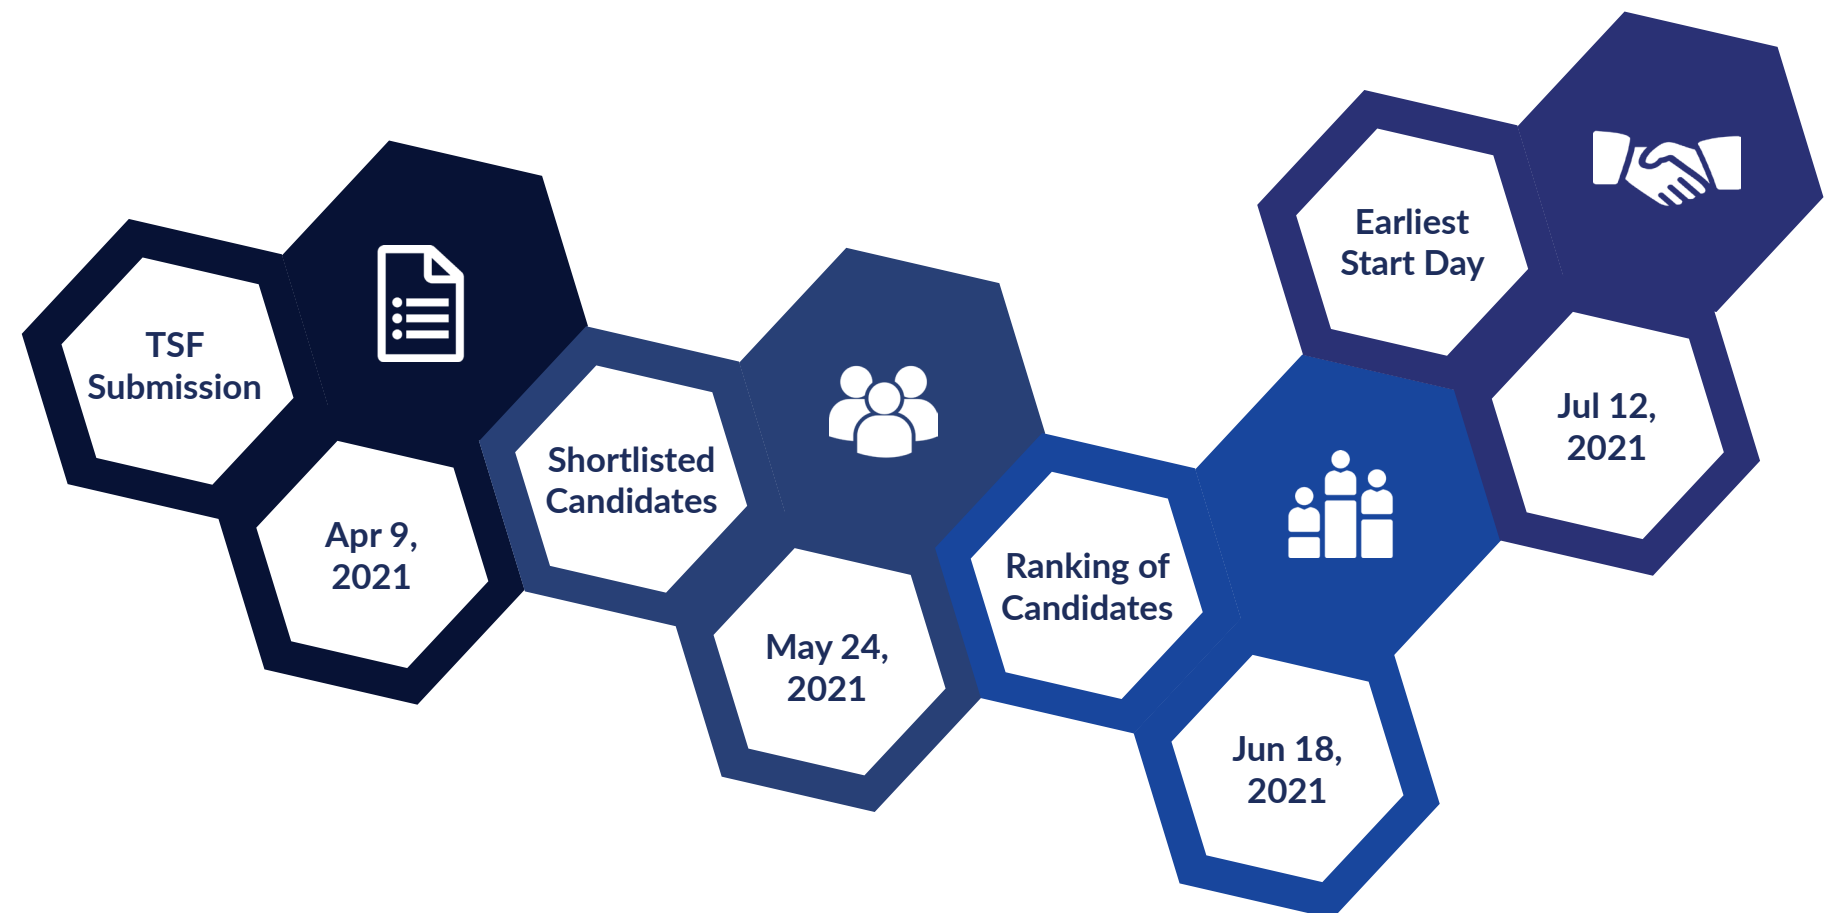 TSF
Submission
Apr 9,
2021
Shortlisted
Candidates
May 24,
2021
Ranking of
Candidates
Jun 18,
2021
Earliest
Start Day
Jul 12,
2021